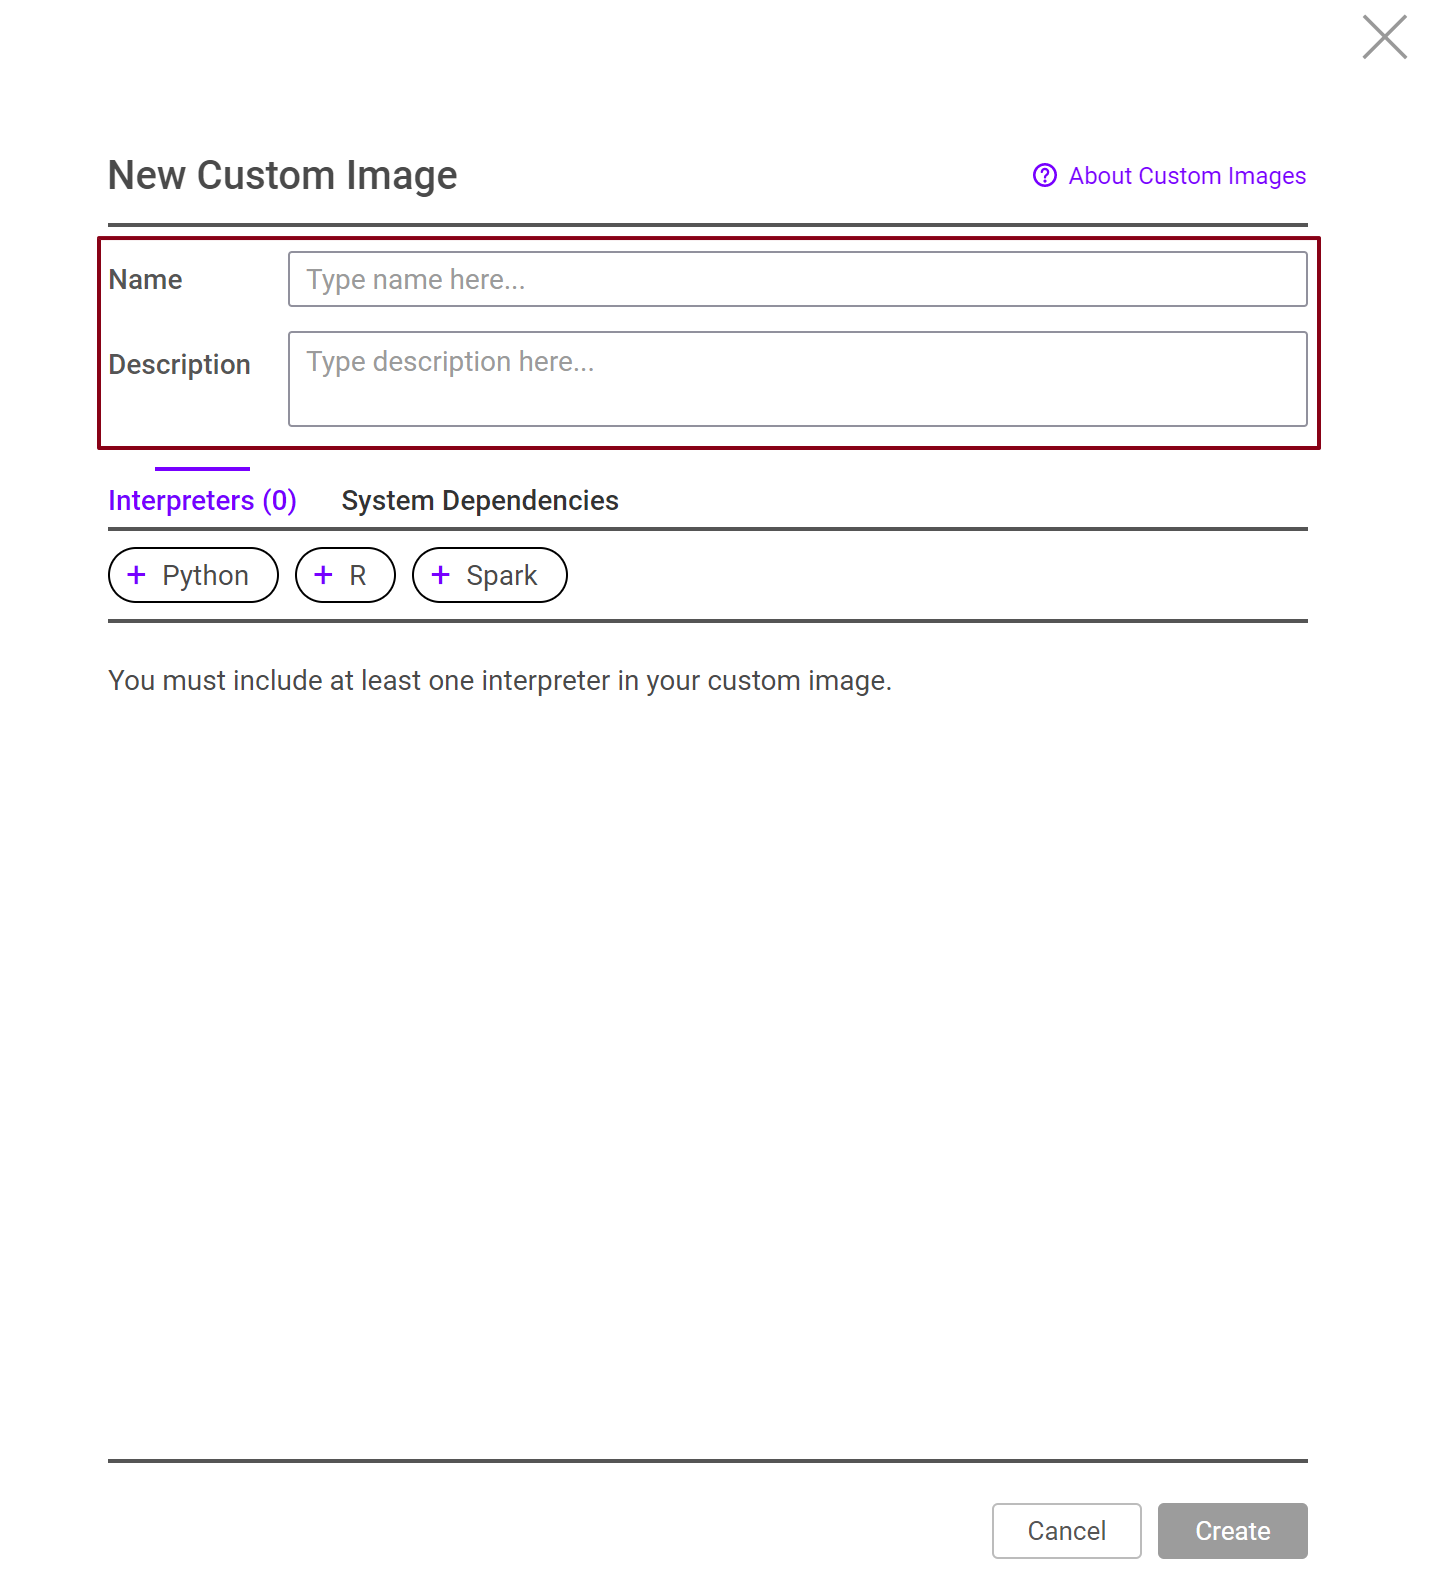 New Custom Image
About Custom Images
Name
Type name here...
Description
Type description here...
Interpreters (0) System Dependencies
+ Python + R + Spark
You must include at least one interpreter in your custom image.
Cancel Create